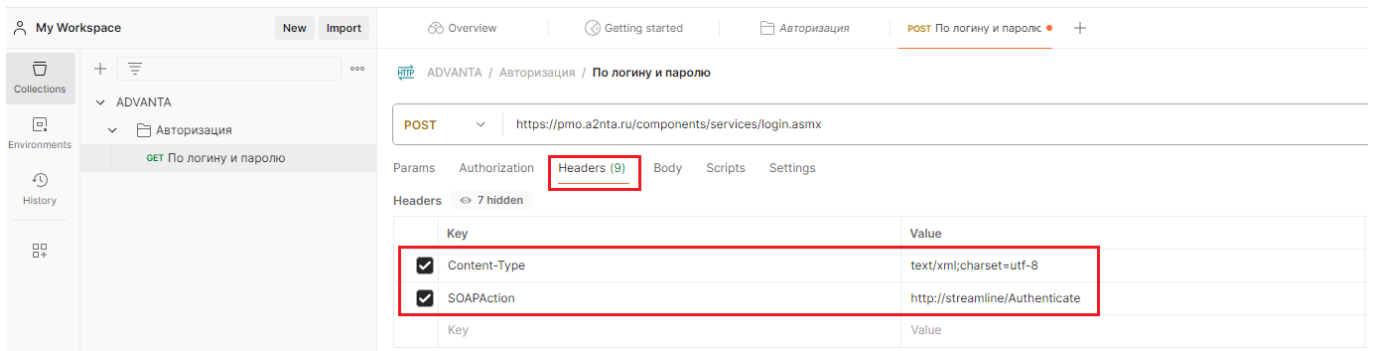 My Workspace New Import Overview Getting started Авторизация POST По логину и паролю
Collections
ADVANTA / Авторизация / По логину и паролю
ADVANTA
POST https://pmo.a2nta.ru/components/services/login.asmx
Авторизация
Environments
GET По логину и паролю
Params Authorization Headers (9) Body Scripts Settings
History
Headers 7 hidden
Key Value
Content-Type text/xml;charset=utf-8
SOAPAction http://streamline/Authenticate
Key Value